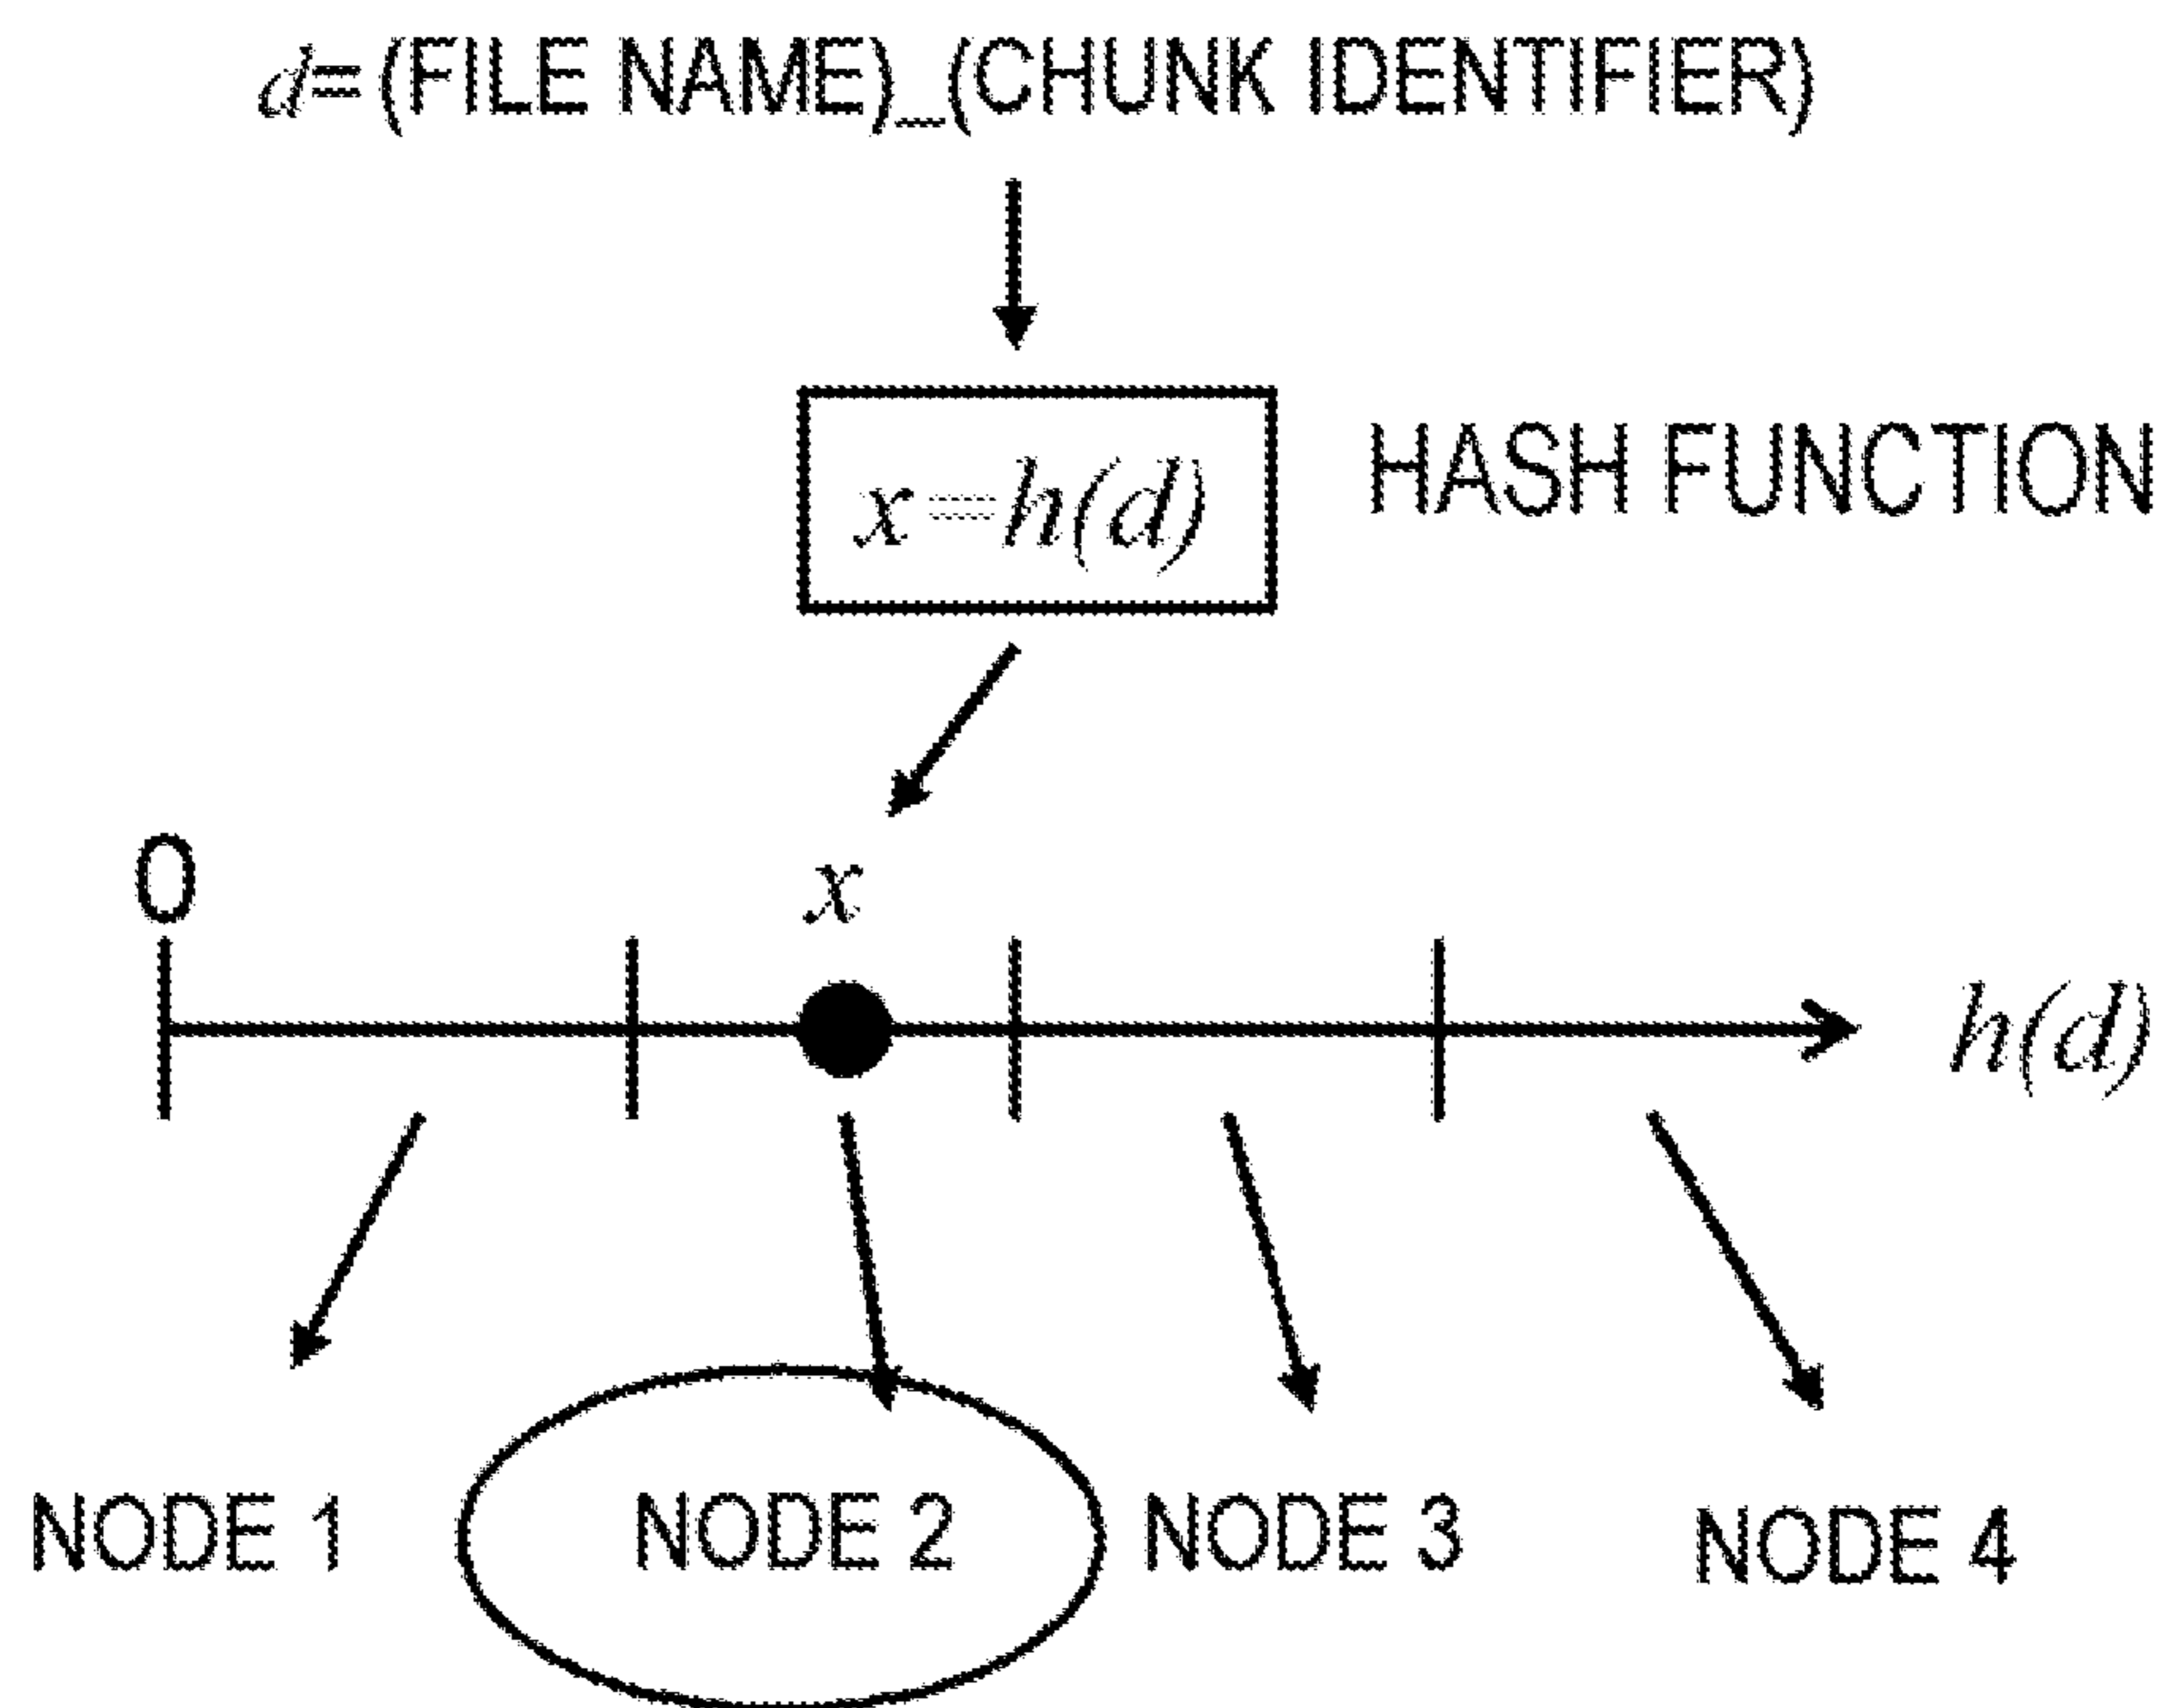 d=(FILE NAME)_(CHUNK IDENTIFIER)
x=h(d) HASH FUNCTION
0 x
h(d)
NODE 1 NODE 2 NODE 3 NODE 4